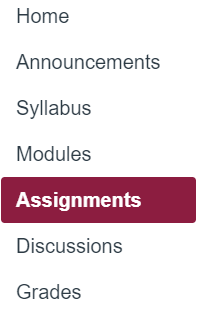 Home
Announcements
Syllabus
Modules
Assignments
Discussions
Grades